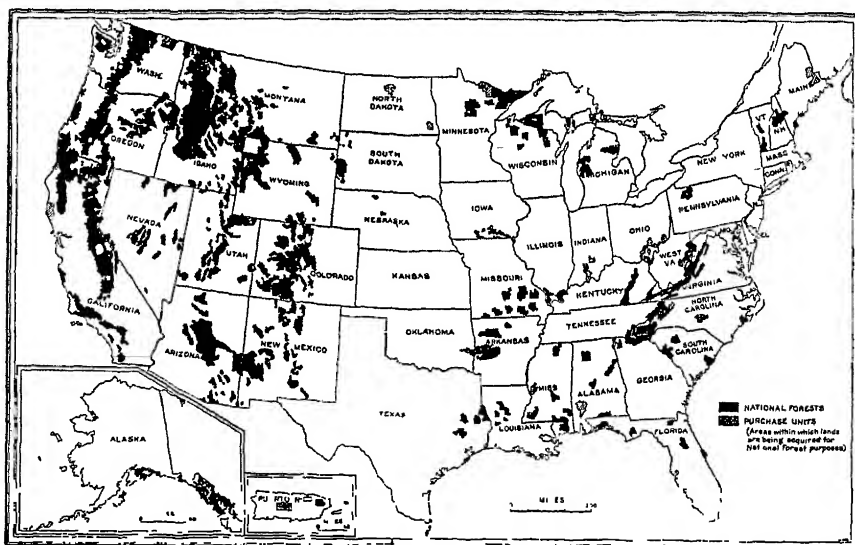 WASH.
MONTANA
NORTH
DAKOTA
MINNESOTA
MAINE
VT.
N.H.
OREGON
IDAHO
SOUTH
DAKOTA
WISCONSIN
MICHIGAN
NEW YORK
MASS
CONN.
WYOMING
NEBRASKA
IOWA
PENNSYLVANIA
NEVADA
UTAH
COLORADO
KANSAS
ILLINOIS
INDIANA
OHIO
WEST
VA.
VIRGINIA
MISSOURI
KENTUCKY
CALIFORNIA
NORTH
CAROLINA
TENNESSEE
ARIZONA
NEW MEXICO
OKLAHOMA
ARKANSAS
SOUTH
CAROLINA
TEXAS
MISS
ALABAMA
GEORGIA
LOUISIANA
FLORIDA
NATIONAL FORESTS
PURCHASE UNITS
(Areas within which lands
are being acquired for
National Forest purposes)
ALASKA
MILES